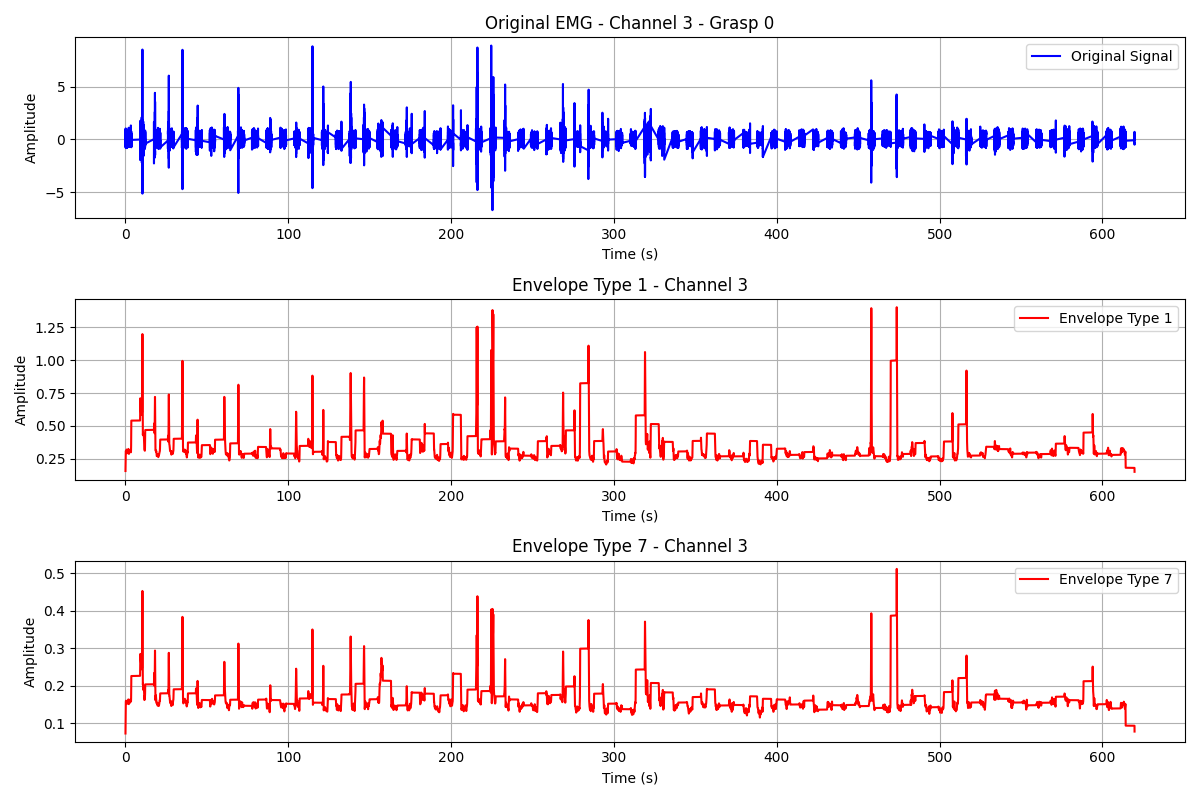 Original EMG - Channel 3 - Grasp 0
Original Signal
Amplitude
5
0
−5
0 100 200 300 400 500 600
Time (s)
Envelope Type 1 - Channel 3
Envelope Type 1
Amplitude
1.25
1.00
0.75
0.50
0.25
0 100 200 300 400 500 600
Time (s)
Envelope Type 7 - Channel 3
Envelope Type 7
Amplitude
0.5
0.4
0.3
0.2
0.1
0 100 200 300 400 500 600
Time (s)